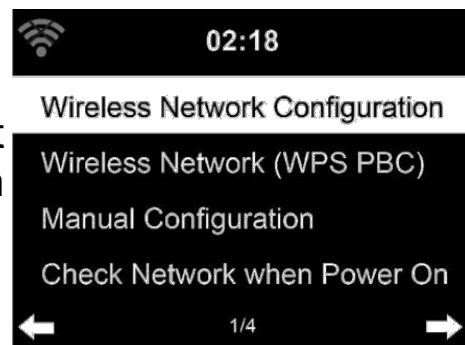 02:18
Wireless Network Configuration
Wireless Network (WPS PBC)
Manual Configuration
Check Network when Power On
1/4